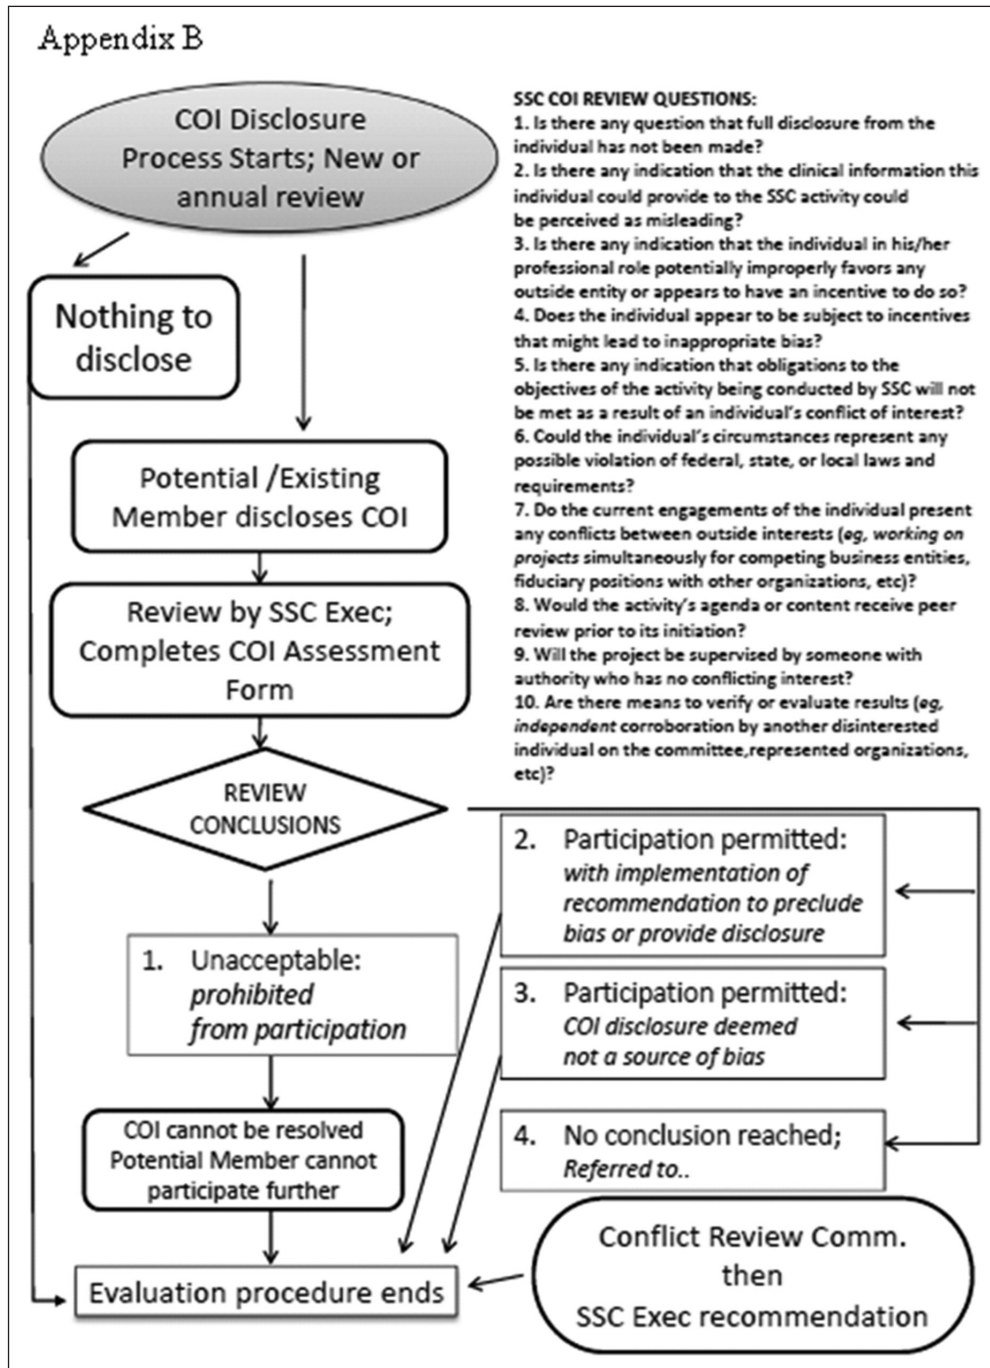 Appendix B
COI Disclosure
Process Starts; New or
annual review
Nothing to
disclose
Potential /Existing
Member discloses COI
Review by SSC Exec;
Completes COI Assessment
Form
REVIEW
CONCLUSIONS
1. Unacceptable:
prohibited
from participation
COI cannot be resolved
Potential Member cannot
participate further
Evaluation procedure ends
SSC COI REVIEW QUESTIONS:
1. Is there any question that full disclosure from the
individual has not been made?
2. Is there any indication that the clinical information this
individual could provide to the SSC activity could
be perceived as misleading?
3. Is there any indication that the individual in his/her
professional role potentially improperly favors any
outside entity or appears to have an incentive to do so?
4. Does the individual appear to be subject to incentives
that might lead to inappropriate bias?
5. Is there any indication that obligations to the
objectives of the activity being conducted by SSC will not
be met as a result of an individual's conflict of interest?
6. Could the individual's circumstances represent any
possible violation of federal, state, or local laws and
requirements?
7. Do the current engagements of the individual present
any conflicts between outside interests (eg, working on
projects simultaneously for competing business entities,
fiduciary positions with other organizations, etc)?
8. Would the activity's agenda or content receive peer
review prior to its initiation?
9. Will the project be supervised by someone with
authority who has no conflicting interest?
10. Are there means to verify or evaluate results (eg,
independent corroboration by another disinterested
individual on the committee,represented organizations,
etc)?
2. Participation permitted:
with implementation of
recommendation to preclude
bias or provide disclosure
3. Participation permitted:
COI disclosure deemed
not a source of bias
4. No conclusion reached;
Referred to..
Conflict Review Comm.
then
SSC Exec recommendation